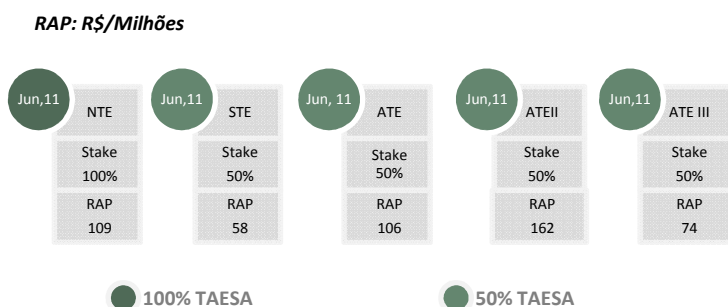 RAP: R$/Milhões
Jun,11
NTE
Stake
100%
RAP
109
Jun,11
STE
Stake
50%
RAP
58
Jun, 11
ATE
Stake
50%
RAP
106
Jun,11
ATEII
Stake
50%
RAP
162
Jun,11
ATE III
Stake
50%
RAP
74
100% TAESA
50% TAESA